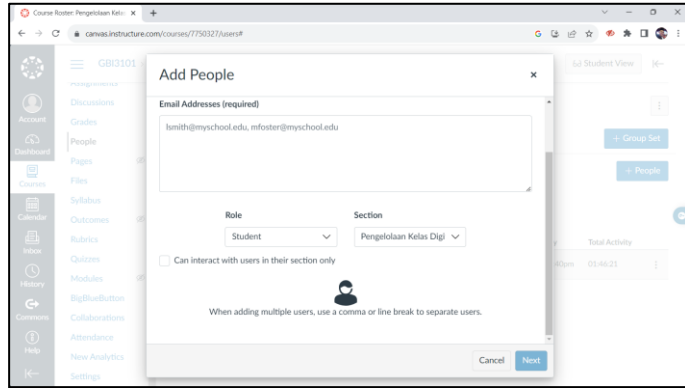 Course Roster: Pengelolaan Kelas
canvas.instructure.com/courses/7750327/users#
GBI3101
Student View
Add People
Email Addresses (required)
lsmith@myschool.edu, mfoster@myschool.edu
Role
Section
Student
Pengelolaan Kelas Digi
Can interact with users in their section only
When adding multiple users, use a comma or line break to separate users.
Cancel
Next
Account
Dashboard
Courses
Calendar
Inbox
History
Commons
Help
Assignments
Discussions
Grades
People
Pages
Files
Syllabus
Outcomes
Rubrics
Quizzes
Modules
BigBlueButton
Collaborations
Attendance
New Analytics
Settings
+ Group Set
+ People
Total Activity
40pm
01:46:21